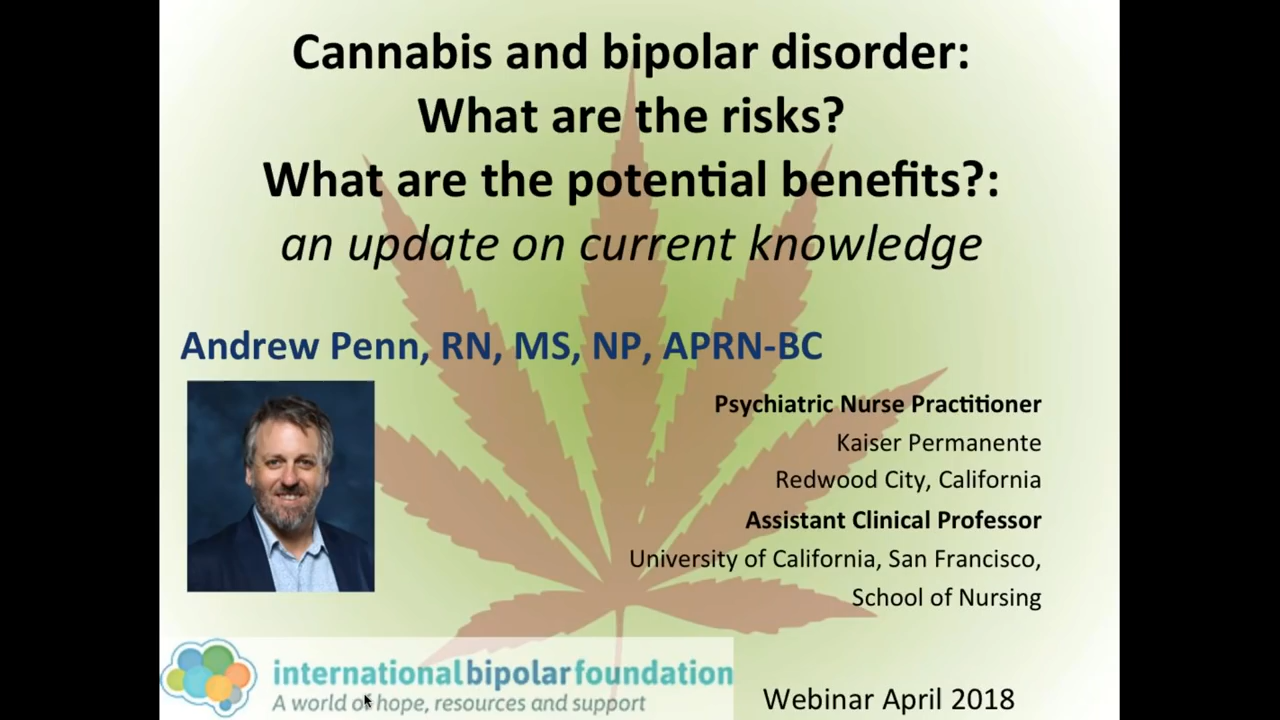 Cannabis and bipolar disorder:
What are the risks?
What are the potential benefits?:
an update on current knowledge
Andrew Penn, RN, MS, NP, APRN-BC
Psychiatric Nurse Practitioner
Kaiser Permanente
Redwood City, California
Assistant Clinical Professor
University of California, San Francisco,
School of Nursing
internationalbipolarfoundation
A world of hope, resources and support
Webinar April 2018